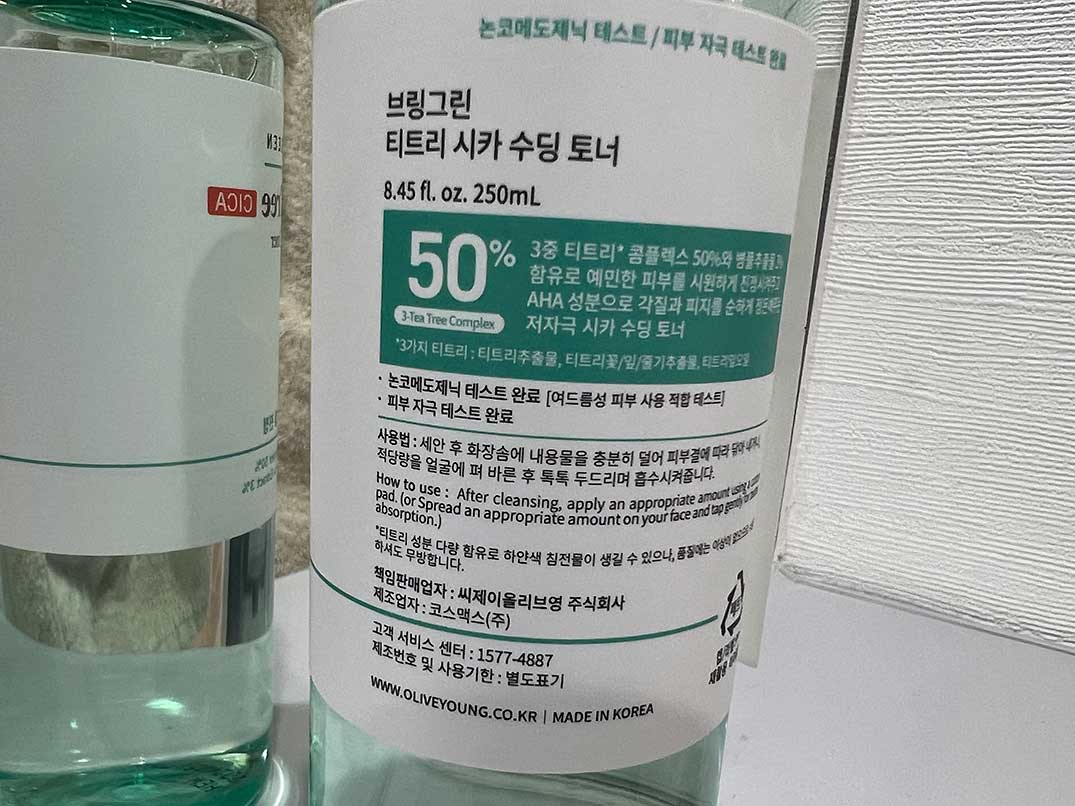 논코메도제닉 테스트 / 피부 자극 테스트 완료
브링그린
티트리 시카 수딩 토너
8.45 fl. oz. 250mL
50%
3-Tea Tree Complex
3중 티트리* 콤플렉스 50%와 병풀추출물
함유로 예민한 피부를 시원하게 진정시켜주고
AHA 성분으로 각질과 피지를 순하게
저자극 시카 수딩 토너
*3가지 티트리 : 티트리추출물, 티트리꽃/잎/줄기추출물, 티트리잎오일
· 논코메도제닉 테스트 완료 [여드름성 피부 사용 적합 테스트]
· 피부 자극 테스트 완료
사용법 : 세안 후 화장솜에 내용물을 충분히 덜어 피부결에 따라 닦아 내거나,
적당량을 얼굴에 펴 바른 후 톡톡 두드리며 흡수시켜줍니다.
How to use : After cleansing, apply an appropriate amount using a
pad. (or Spread an appropriate amount on your face and tap gently for
absorption.)
*티트리 성분 다량 함유로 하얀색 침전물이 생길 수 있으나, 품질에는 이상이
하셔도 무방합니다.
책임판매업자 : 씨제이올리브영 주식회사
제조업자 : 코스맥스(주)
고객 서비스 센터 : 1577-4887
제조번호 및 사용기한 : 별도표기
WWW.OLIVEYOUNG.CO.KR | MADE IN KOREA
CICA